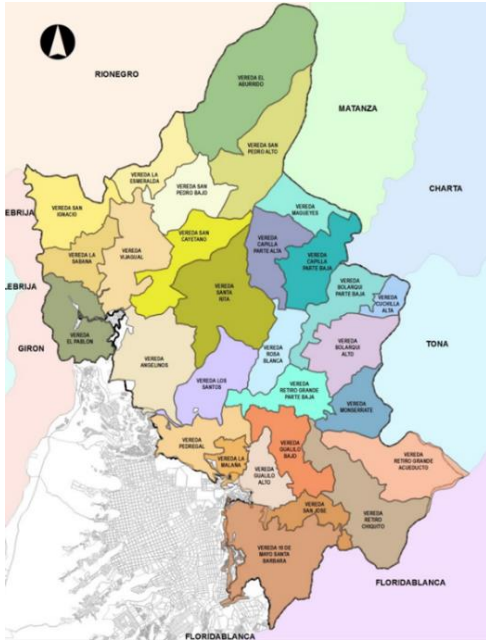 RIONEGRO
VEREDA EL
ABURRIDO
MATANZA
VEREDA SAN
PEDRO ALTO
VEREDA LA
ESMERALDA
VEREDA SAN
PEDRO BAJO
CHARTA
VEREDA SAN
IGNACIO
EBRIJA
VEREDA
MAGUEYES
VEREDA
VIJAGUAL
VEREDA SAN
CAYETANO
VEREDA
CAPILLA
PARTE ALTA
VEREDA
CAPILLA
PARTE BAJA
VEREDA LA
SABANA
LEBRIJA
VEREDA
SANTA
RITA
VEREDA
BOLARQUI
PARTE BAJA
VEREDA
CUCHILLA
ALTA
VEREDA
EL PABLON
GIRON
TONA
VEREDA
ANGELINOS
VEREDA
ROSA
BLANCA
VEREDA
BOLARQUI
ALTO
VEREDA LOS
SANTOS
VEREDA
RETIRO GRANDE
PARTE BAJA
VEREDA
MONSERRATE
VEREDA
PEDREGAL
VEREDA
GUALILO
BAJO
VEREDA LA
MALAÑA
VEREDA
RETIRO GRANDE
ACUEDUCTO
VEREDA
GUALILO
ALTO
VEREDA
SAN JOSE
VEREDA
RETIRO
CHIQUITO
VEREDA 10 DE
MAYO SANTA
BARBARA
FLORIDABLANCA
FLORIDABLANCA